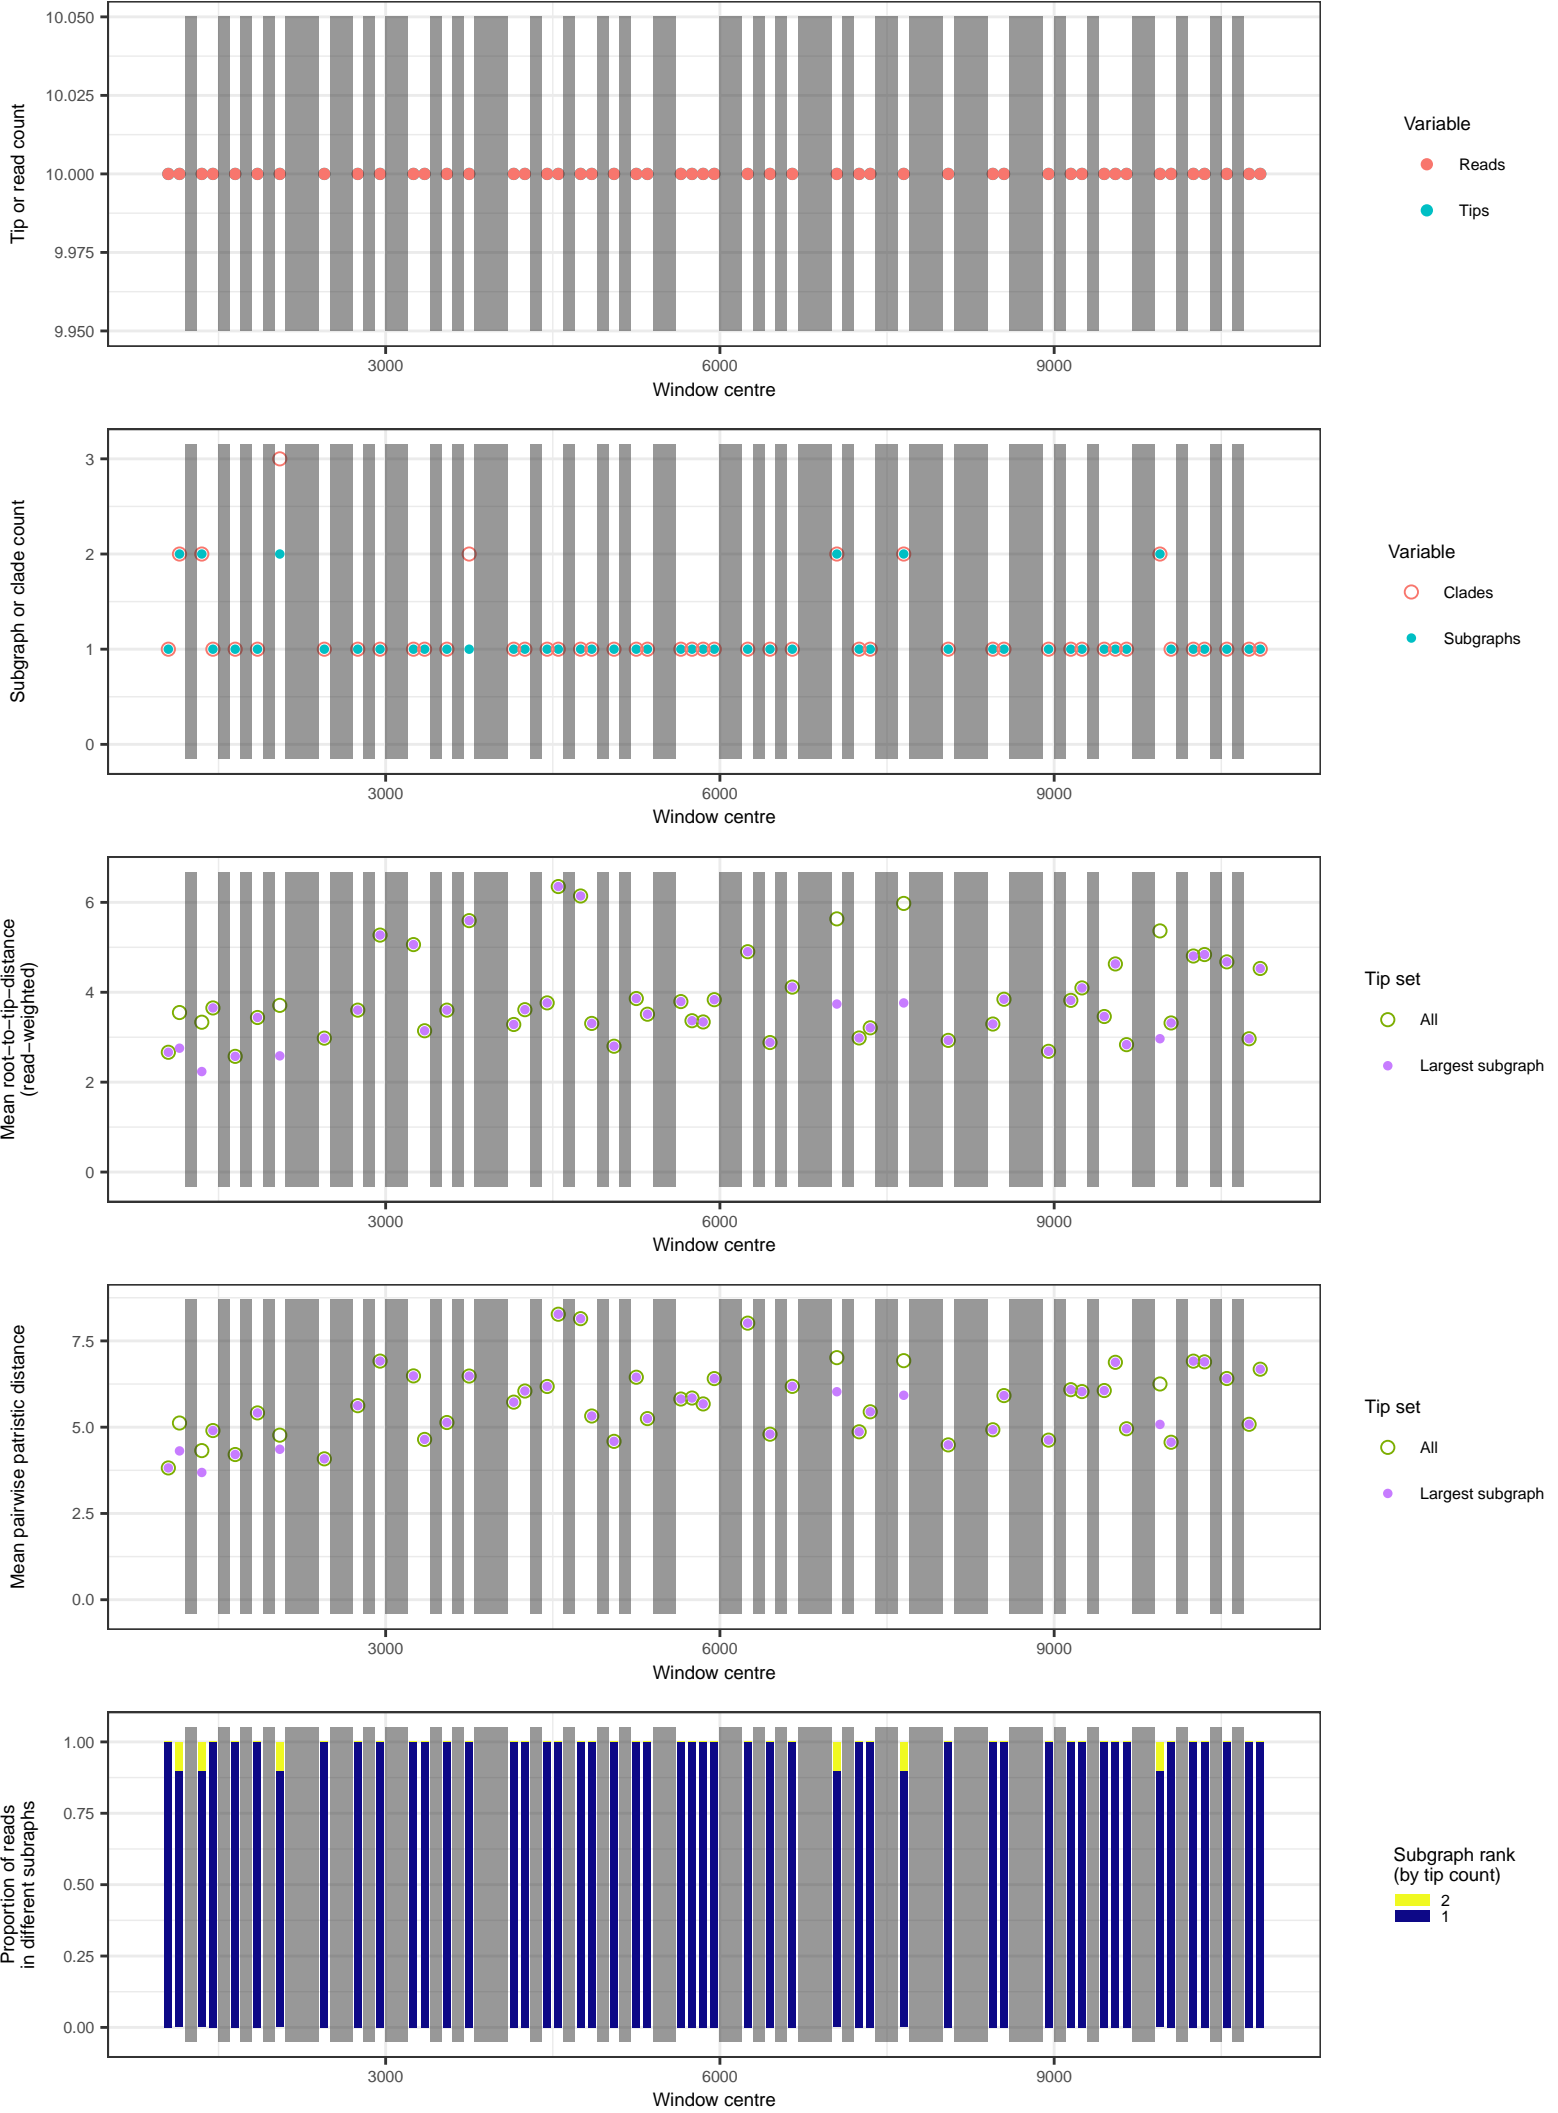 10.050
10.025
10.000
9.975
9.950
Tip or read count
3000
6000
9000
Window centre
Variable
Reads
Tips
3
2
1
0
Subgraph or clade count
3000
6000
9000
Window centre
Variable
Clades
Subgraphs
6
4
2
0
Mean root−to−tip−distance
(read−weighted)
3000
6000
9000
Window centre
Tip set
All
Largest subgraph
7.5
5.0
2.5
0.0
Mean pairwise patristic distance
3000
6000
9000
Window centre
Tip set
All
Largest subgraph
1.00
0.75
0.50
0.25
0.00
Proportion of reads
in different subraphs
3000
6000
9000
Window centre
Subgraph rank
(by tip count)
2
1